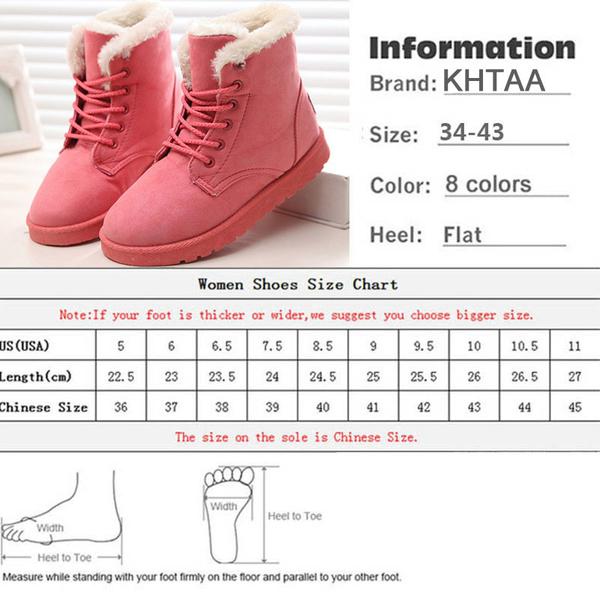 Information
Brand: KHTAA
Size: 34-43
Color: 8 colors
Heel: Flat
Women Shoes Size Chart
Note:If your foot is thicker or wider,we suggest you choose bigger size.
US(USA) 5 6 6.5 7.5 8.5 9 9.5 10 10.5 11
Length(cm) 22.5 23 23.5 24 24.5 25 25.5 26 26.5 27
Chinese Size 36 37 38 39 40 41 42 43 44 45
The size on the sole is Chinese Size.
Width
Heel to Toe
Width
Heel to Toe
Measure while standing with your foot firmly on the floor and parallel to your other foot.